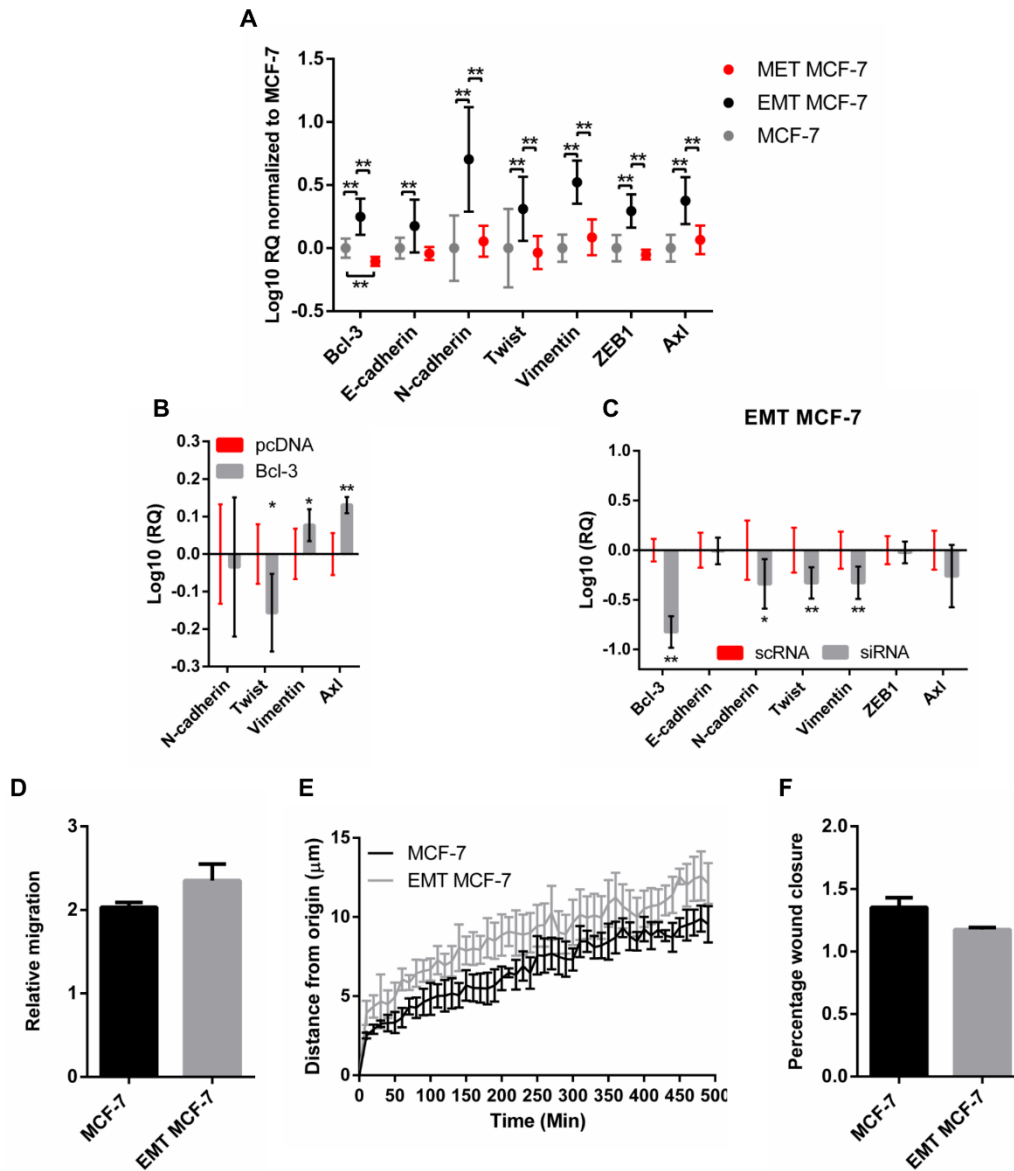 A
Log10 RQ normalized to MCF-7
1.5
1.0
0.5
0.0
-0.5
** ** ** ** ** ** ** ** ** ** ** ** **
**
MET MCF-7
EMT MCF-7
MCF-7
Bcl-3
E-cadherin
N-cadherin
Twist
Vimentin
ZEB1
Axl
B
pcDNA
Bcl-3
Log10 (RQ)
0.3
0.2
0.1
0.0
-0.1
-0.2
-0.3
* * **
N-cadherin
Twist
Vimentin
Axl
C
EMT MCF-7
Log10 (RQ)
1.0
0.5
0.0
-0.5
-1.0
** * ** **
scRNA
siRNA
Bcl-3
E-cadherin
N-cadherin
Twist
Vimentin
ZEB1
Axl
D
Relative migration
3
2
1
0
MCF-7
EMT MCF-7
E
Distance from origin (μm)
15
10
5
0
MCF-7
EMT MCF-7
0 50 100 150 200 250 300 350 400 450 500
Time (Min)
F
Percentage wound closure
2.0
1.5
1.0
0.5
0.0
MCF-7
EMT MCF-7